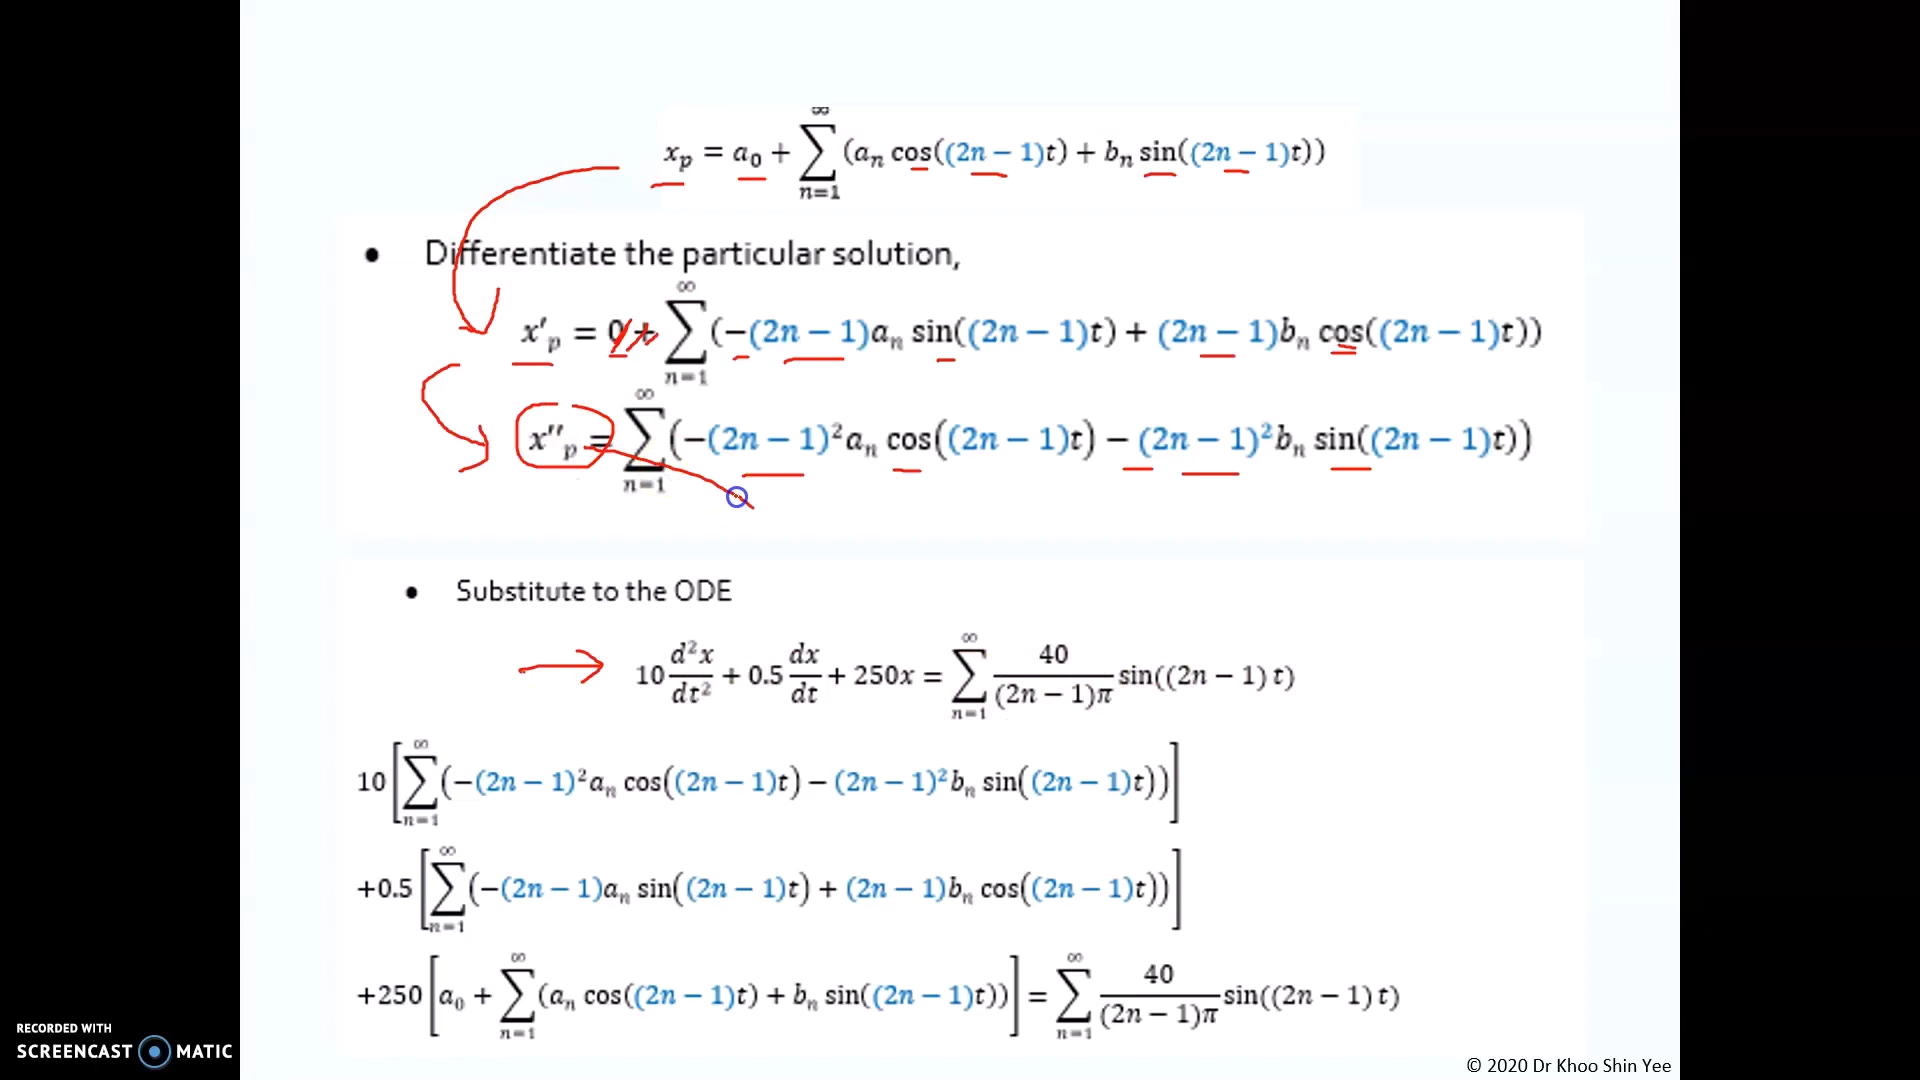 ∞
x_p = a_0 + ∑ (a_n cos((2n − 1)t) + b_n sin((2n − 1)t))
n=1
• Differentiate the particular solution,
∞
x'_p = 0 + ∑ (−(2n − 1)a_n sin((2n − 1)t) + (2n − 1)b_n cos((2n − 1)t))
n=1
∞
x''_p = ∑ (−(2n − 1)²a_n cos((2n − 1)t) − (2n − 1)²b_n sin((2n − 1)t))
n=1
• Substitute to the ODE
∞
10 d²x/dt² + 0.5 dx/dt + 250x = ∑ 40/((2n − 1)π) sin((2n − 1) t)
n=1
∞
10 [∑ (−(2n − 1)²a_n cos((2n − 1)t) − (2n − 1)²b_n sin((2n − 1)t))]
n=1
∞
+0.5 [∑ (−(2n − 1)a_n sin((2n − 1)t) + (2n − 1)b_n cos((2n − 1)t))]
n=1
∞ ∞
+250 [a_0 + ∑ (a_n cos((2n − 1)t) + b_n sin((2n − 1)t))] = ∑ 40/((2n − 1)π) sin((2n − 1) t)
n=1 n=1
RECORDED WITH
SCREENCAST MATIC
© 2020 Dr Khoo Shin Yee